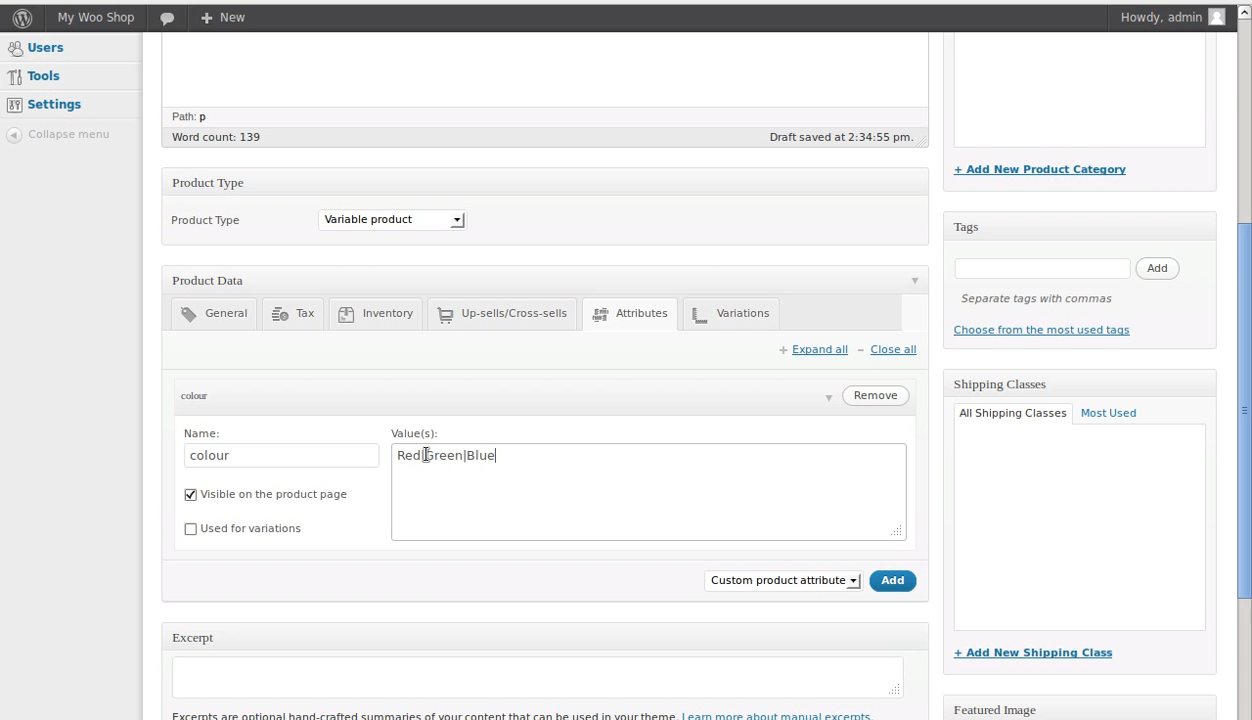 My Woo Shop
New
Howdy, admin
Users
Tools
Settings
Collapse menu
Path: p
Word count: 139
Draft saved at 2:34:55 pm.
Product Type
Product Type
Variable product
Product Data
General
Tax
Inventory
Up-sells/Cross-sells
Attributes
Variations
+ Expand all
– Close all
colour
Remove
Name:
Value(s):
colour
Red|Green|Blue
Visible on the product page
Used for variations
Custom product attribute
Add
Excerpt
Excerpts are optional hand-crafted summaries of your content that can be used in your theme. Learn more about manual excerpts.
+ Add New Product Category
Tags
Add
Separate tags with commas
Choose from the most used tags
Shipping Classes
All Shipping Classes
Most Used
+ Add New Shipping Class
Featured Image